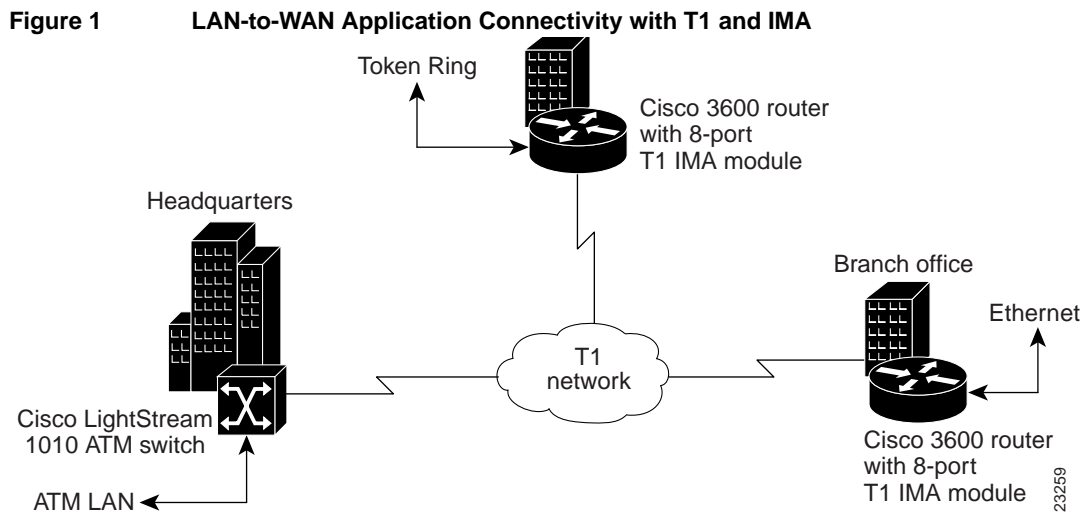 Figure 1 LAN-to-WAN Application Connectivity with T1 and IMA
Token Ring
Cisco 3600 router
with 8-port
T1 IMA module
Headquarters
Branch office
Ethernet
T1
network
Cisco LightStream
1010 ATM switch
Cisco 3600 router
with 8-port
T1 IMA module
ATM LAN
23259